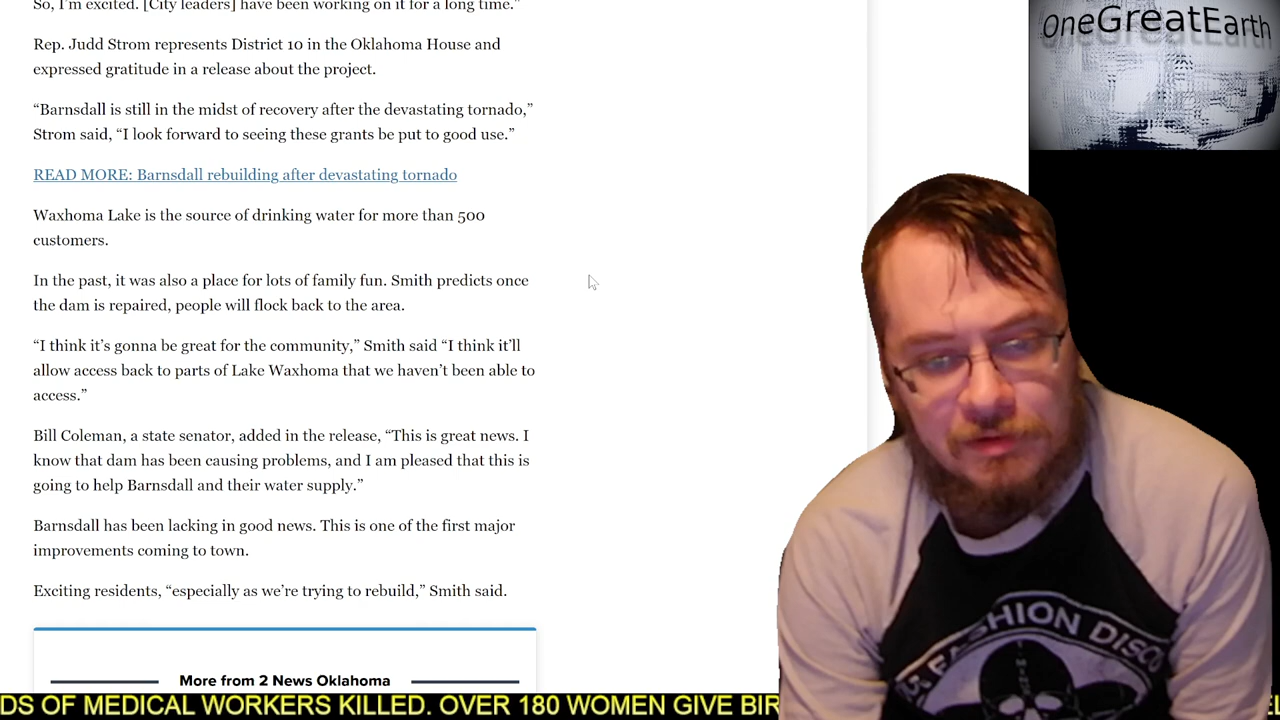 So, I'm excited. [City leaders] have been working on it for a long time."
OneGreatEarth
Rep. Judd Strom represents District 10 in the Oklahoma House and
expressed gratitude in a release about the project.
“Barnsdall is still in the midst of recovery after the devastating tornado,”
Strom said, “I look forward to seeing these grants be put to good use.”
READ MORE: Barnsdall rebuilding after devastating tornado
Waxhoma Lake is the source of drinking water for more than 500
customers.
In the past, it was also a place for lots of family fun. Smith predicts once
the dam is repaired, people will flock back to the area.
“I think it’s gonna be great for the community,” Smith said “I think it’ll
allow access back to parts of Lake Waxhoma that we haven’t been able to
access.”
Bill Coleman, a state senator, added in the release, “This is great news. I
know that dam has been causing problems, and I am pleased that this is
going to help Barnsdall and their water supply.”
Barnsdall has been lacking in good news. This is one of the first major
improvements coming to town.
Exciting residents, “especially as we’re trying to rebuild,” Smith said.
More from 2 News Oklahoma
FASHION DISC
DS OF MEDICAL WORKERS KILLED. OVER 180 WOMEN GIVE BIR